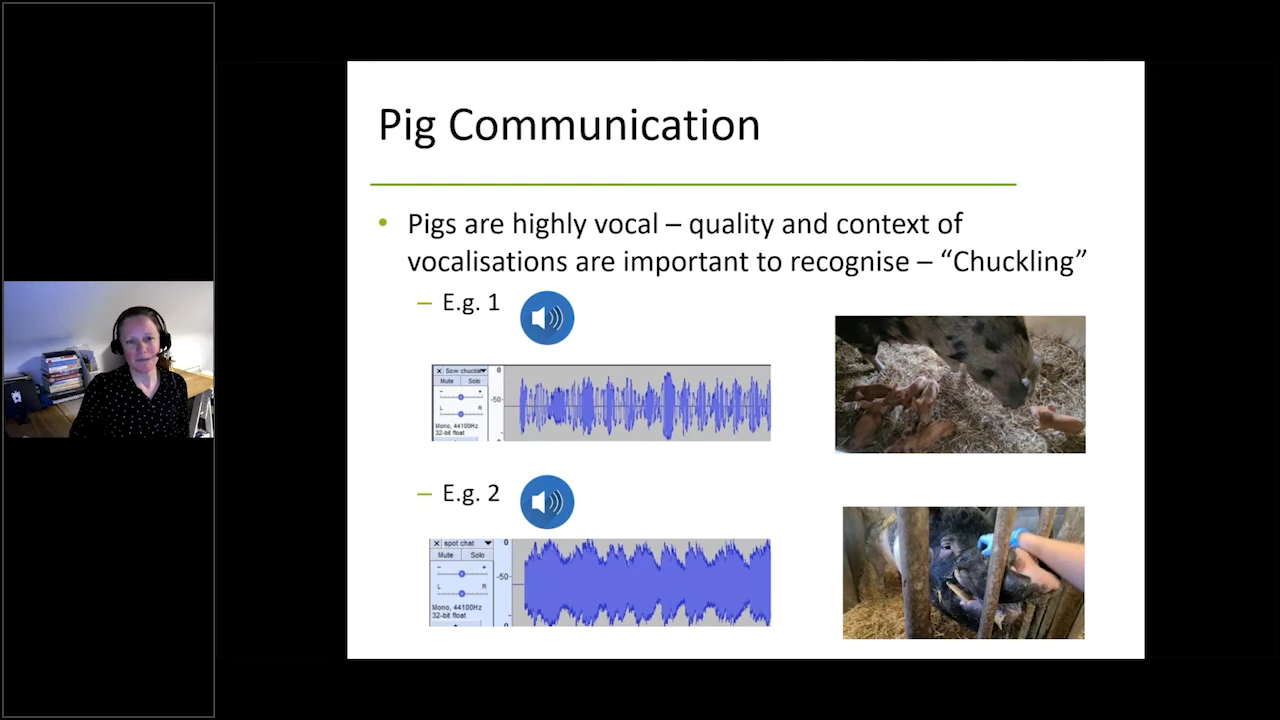 Pig Communication
• Pigs are highly vocal – quality and context of
vocalisations are important to recognise – “Chuckling”
– E.g. 1
× Sow chuckle
Mute Solo
- +
L R
Mono, 44100Hz
32-bit float
0
-50-
– E.g. 2
× spot chat
Mute Solo
- +
L R
Mono, 44100Hz
32-bit float
0
-50-